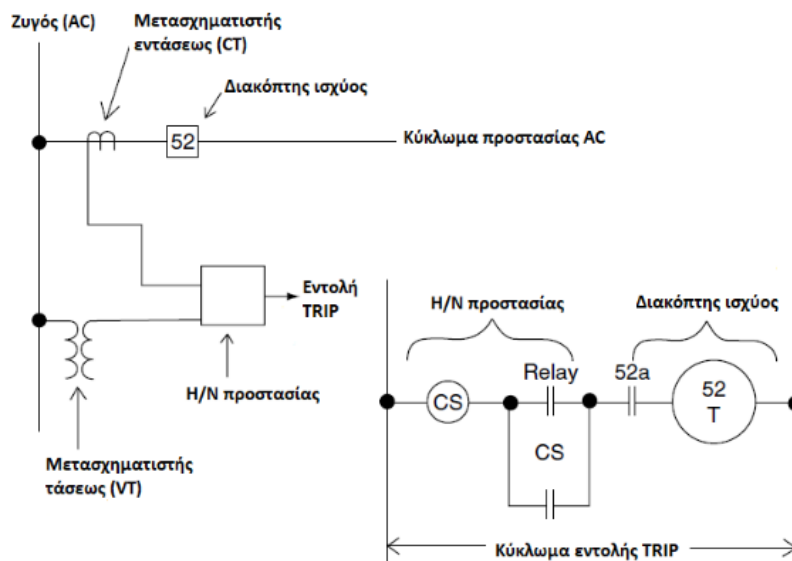 Ζυγός (AC)
Μετασχηματιστής
εντάσεως (CT)
Διακόπτης ισχύος
52
Κύκλωμα προστασίας AC
Εντολή
TRIP
Η/Ν προστασίας
Μετασχηματιστής
τάσεως (VT)
Η/Ν προστασίας
Διακόπτης ισχύος
Relay
52a
CS
52
T
CS
Κύκλωμα εντολής TRIP